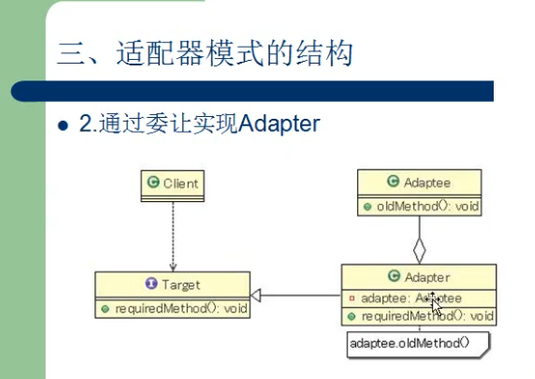 三、适配器模式的结构
2.通过委让实现Adapter
Client
Adaptee
oldMethod(): void
Target
requiredMethod(): void
Adapter
adaptee: Adaptee
requiredMethod(): void
adaptee.oldMethod()